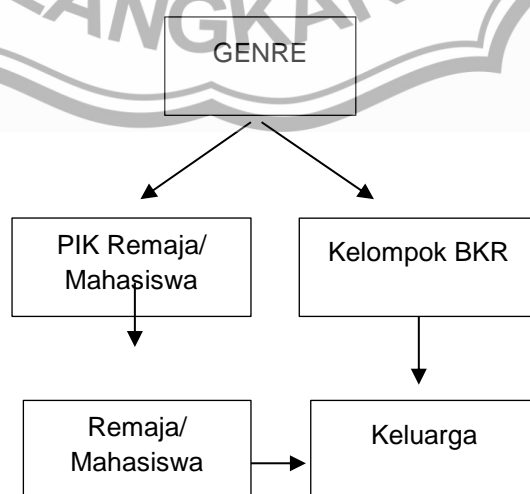 GENRE
PIK Remaja/
Mahasiswa
Kelompok BKR
Remaja/
Mahasiswa
Keluarga